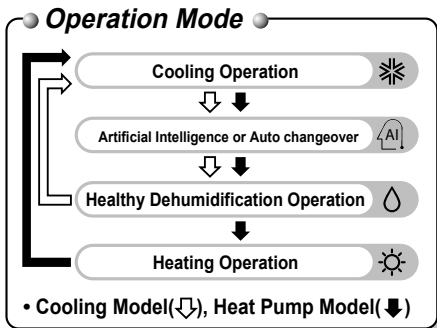 Operation Mode
Cooling Operation
Artificial Intelligence or Auto changeover
AI
Healthy Dehumidification Operation
Heating Operation
• Cooling Model(⇩), Heat Pump Model(⬇)